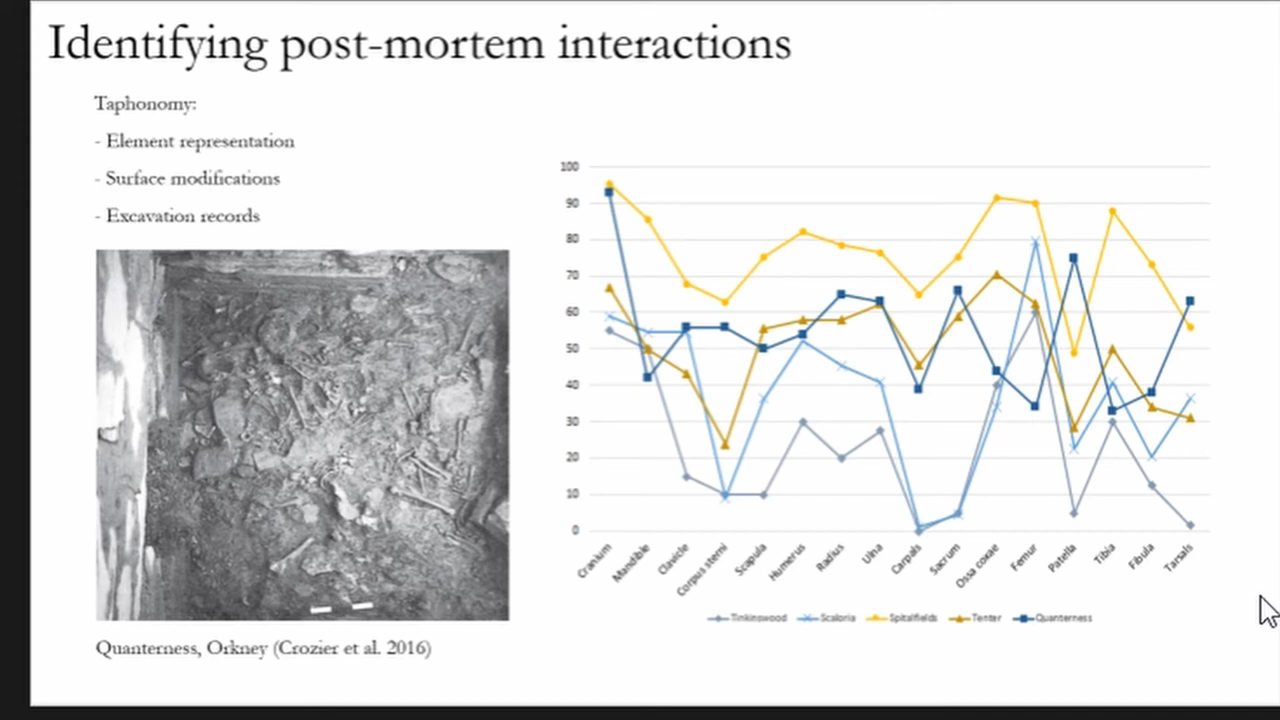 Identifying post-mortem interactions
Taphonomy:
- Element representation
- Surface modifications
- Excavation records
Quanterness, Orkney (Crozier et al. 2016)
100
90
80
70
60
50
40
30
20
10
0
Cranium
Mandible
Clavicle
Corpus sterni
Scapula
Humerus
Radius
Ulna
Carpals
Sacrum
Ossa coxae
Femur
Patella
Tibia
Fibula
Tarsals
Tinkinswood Scaloria Spitalfields Tenter Quanterness